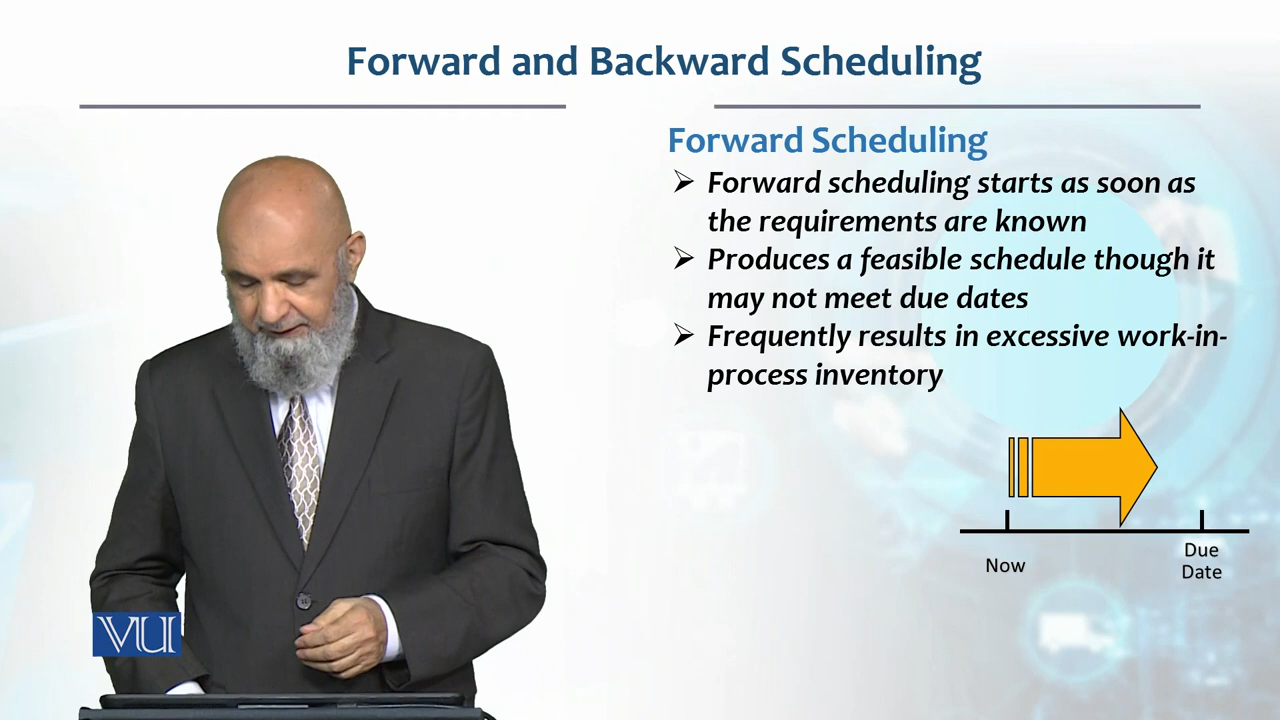 Forward and Backward Scheduling
Forward Scheduling
➢ Forward scheduling starts as soon as
the requirements are known
➢ Produces a feasible schedule though it
may not meet due dates
➢ Frequently results in excessive work-in-
process inventory
Now
Due
Date
VU